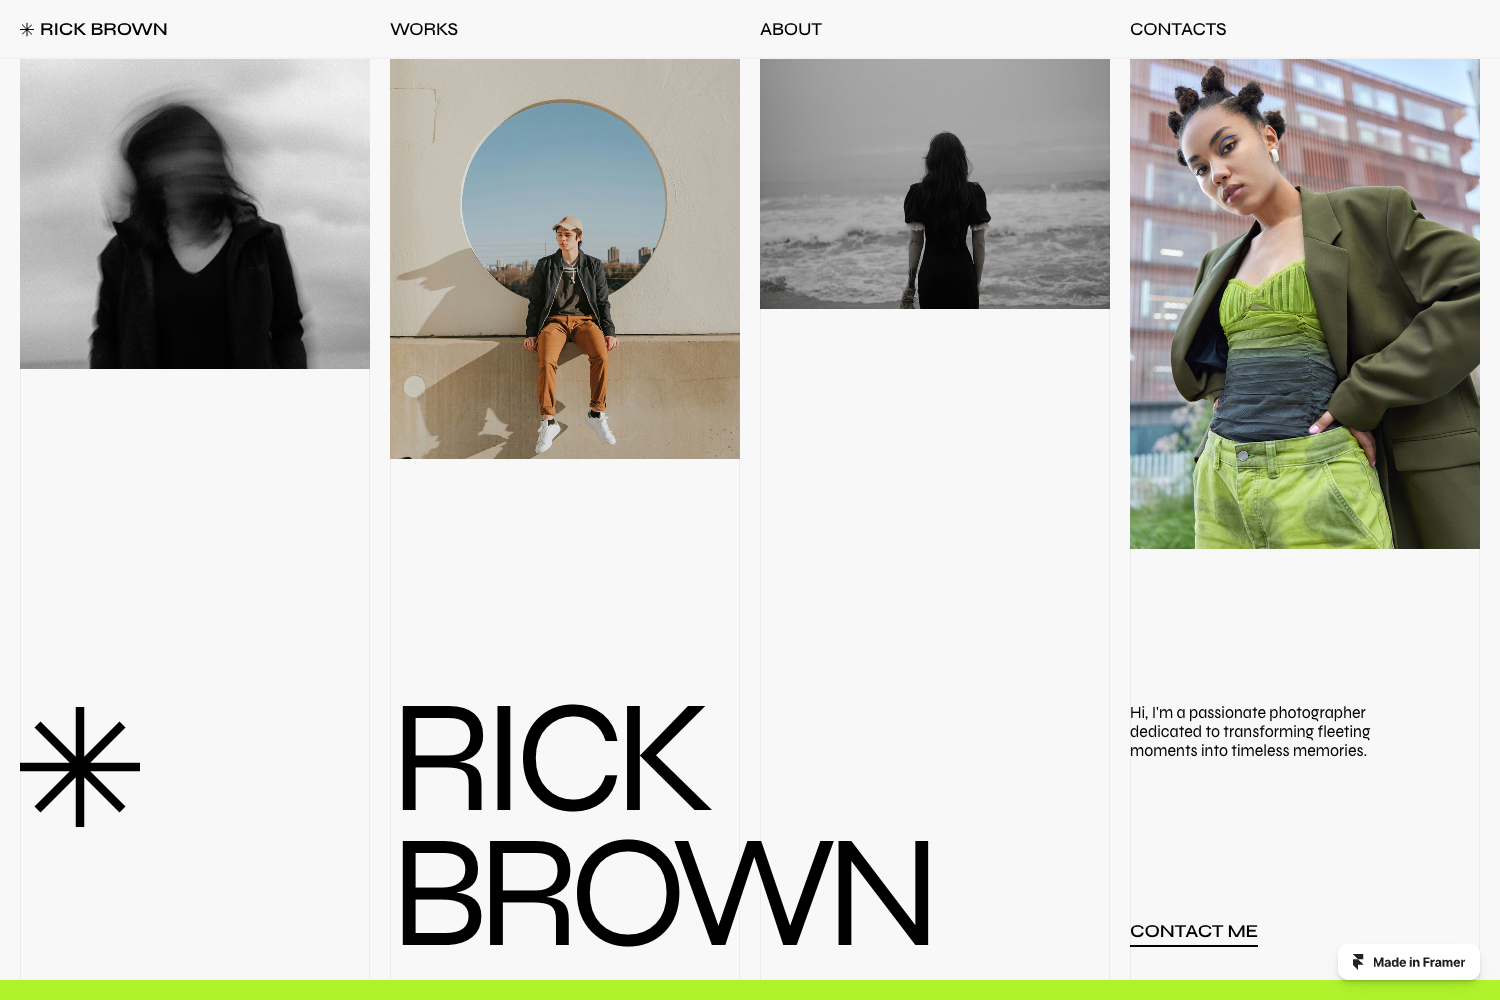 RICK BROWN
WORKS
ABOUT
CONTACTS
RICK
BROWN
Hi, I'm a passionate photographer
dedicated to transforming fleeting
moments into timeless memories.
CONTACT ME
Made in Framer